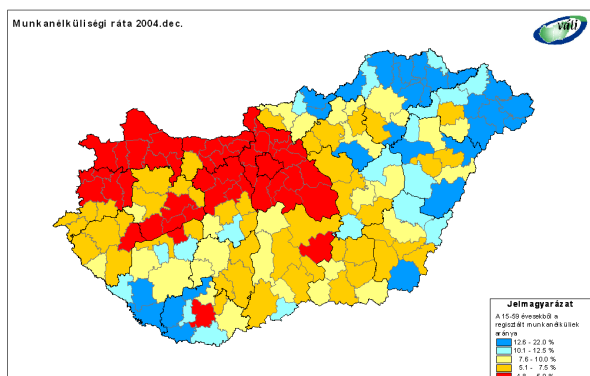 Munkanélküliségi ráta 2004.dec.
váti
Jelmagyarázat
A 15-59 évesekből a
regisztált munkanélküliek
aránya
12.6 - 22.0 %
10.1 - 12.5 %
7.6 - 10.0 %
5.1 - 7.5 %